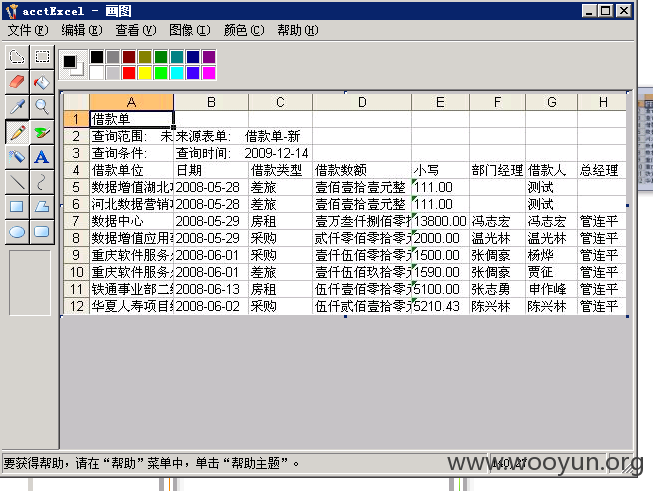 acctExcel - 画图
文件(F) 编辑(E) 查看(V) 图像(I) 颜色(C) 帮助(H)
A B C D E F G H
1 借款单
2 查询范围: 未 来源表单: 借款单-新
3 查询条件: 查询时间: 2009-12-14
4 借款单位 日期 借款类型 借款数额 小写 部门经理 借款人 总经理
5 数据增值湖北 2008-05-28 差旅 壹佰壹拾壹元整 111.00 测试
6 河北数据营销 2008-05-28 差旅 壹佰壹拾壹元整 111.00 测试
7 数据中心 2008-05-29 房租 壹万叁仟捌佰零 13800.00 冯志宏 冯志宏 管连平
8 数据增值应用 2008-05-29 采购 贰仟零佰零拾零 2000.00 温光林 温光林 管连平
9 重庆软件服务 2008-06-01 采购 壹仟伍佰零拾零 1500.00 张倜豪 杨烨 管连平
10 重庆软件服务 2008-06-01 差旅 壹仟伍佰玖拾零 1590.00 张倜豪 贾征 管连平
11 铁通事业部二 2008-06-13 房租 伍仟壹佰零拾零 5100.00 张志勇 申作峰 管连平
12 华夏人寿项目 2008-06-02 采购 伍仟贰佰壹拾零 5210.43 陈兴林 陈兴林 管连平
要获得帮助，请在“帮助”菜单中，单击“帮助主题”。
www.wooyun.org